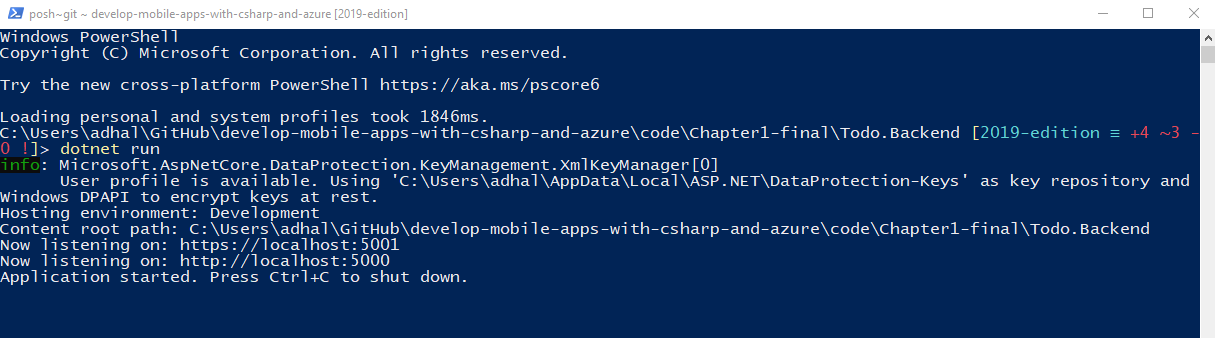 posh~git ~ develop-mobile-apps-with-csharp-and-azure [2019-edition]
Windows PowerShell
Copyright (C) Microsoft Corporation. All rights reserved.
Try the new cross-platform PowerShell https://aka.ms/pscore6
Loading personal and system profiles took 1846ms.
C:\Users\adhal\GitHub\develop-mobile-apps-with-csharp-and-azure\code\Chapter1-final\Todo.Backend [2019-edition ≡ +4 ~3 -
0 !]> dotnet run
info: Microsoft.AspNetCore.DataProtection.KeyManagement.XmlKeyManager[0]
User profile is available. Using 'C:\Users\adhal\AppData\Local\ASP.NET\DataProtection-Keys' as key repository and
Windows DPAPI to encrypt keys at rest.
Hosting environment: Development
Content root path: C:\Users\adhal\GitHub\develop-mobile-apps-with-csharp-and-azure\code\Chapter1-final\Todo.Backend
Now listening on: https://localhost:5001
Now listening on: http://localhost:5000
Application started. Press Ctrl+C to shut down.